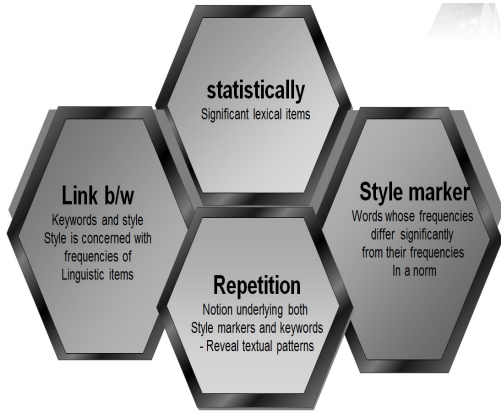 statistically
Significant lexical items
Link b/w
Keywords and style
Style is concerned with
frequencies of
Linguistic items
Style marker
Words whose frequencies
differ significantly
from their frequencies
In a norm
Repetition
Notion underlying both
Style markers and keywords
- Reveal textual patterns